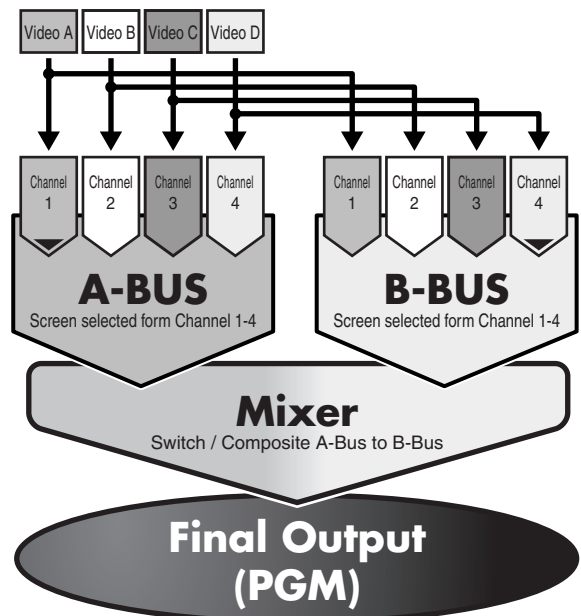 Video A Video B Video C Video D
Channel 1 Channel 2 Channel 3 Channel 4
Channel 1 Channel 2 Channel 3 Channel 4
A-BUS
Screen selected form Channel 1-4
B-BUS
Screen selected form Channel 1-4
Mixer
Switch / Composite A-Bus to B-Bus
Final Output
(PGM)